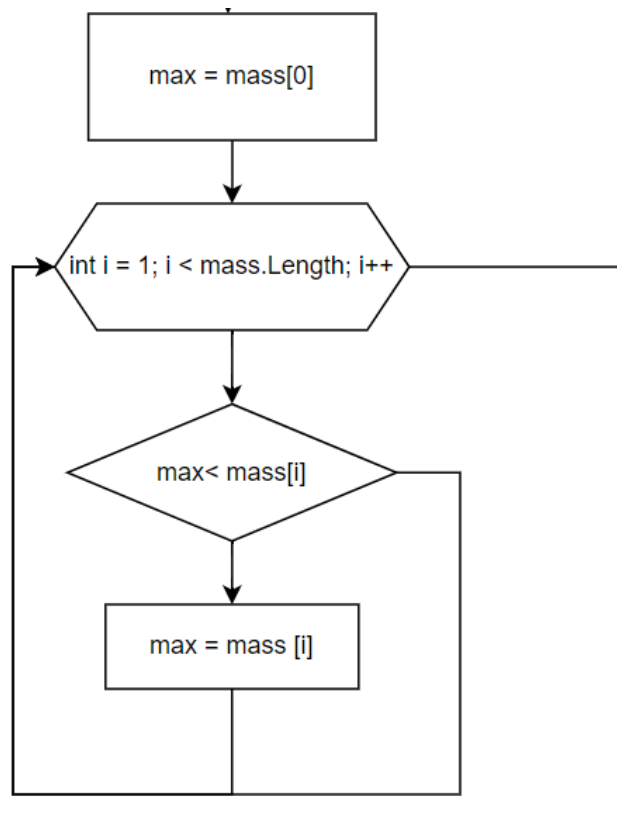 max = mass[0]
int i = 1; i < mass.Length; i++
max< mass[i]
max = mass [i]